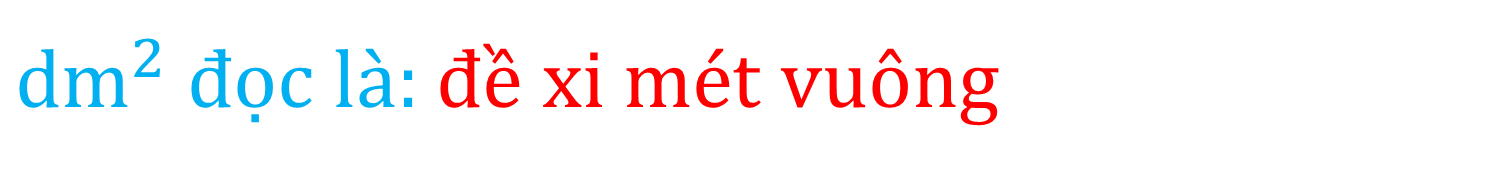 dm² đọc là: đề xi mét vuông